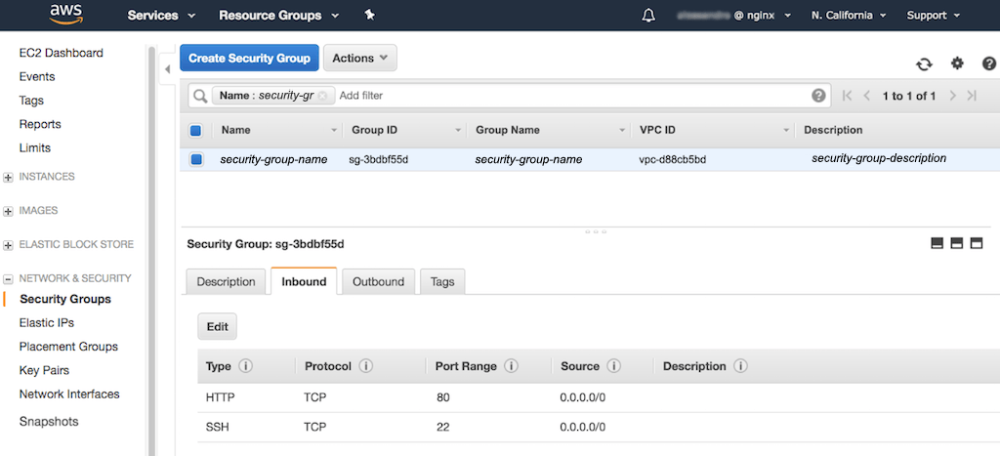 aws Services Resource Groups @ nginx N. California Support
EC2 Dashboard
Events
Tags
Reports
Limits
INSTANCES
IMAGES
ELASTIC BLOCK STORE
NETWORK & SECURITY
Security Groups
Elastic IPs
Placement Groups
Key Pairs
Network Interfaces
Snapshots
Create Security Group Actions
Name : security-gr Add filter 1 to 1 of 1
Name Group ID Group Name VPC ID Description
security-group-name sg-3bdbf55d security-group-name vpc-d88cb5bd security-group-description
Security Group: sg-3bdbf55d
Description Inbound Outbound Tags
Edit
Type Protocol Port Range Source Description
HTTP TCP 80 0.0.0.0/0
SSH TCP 22 0.0.0.0/0